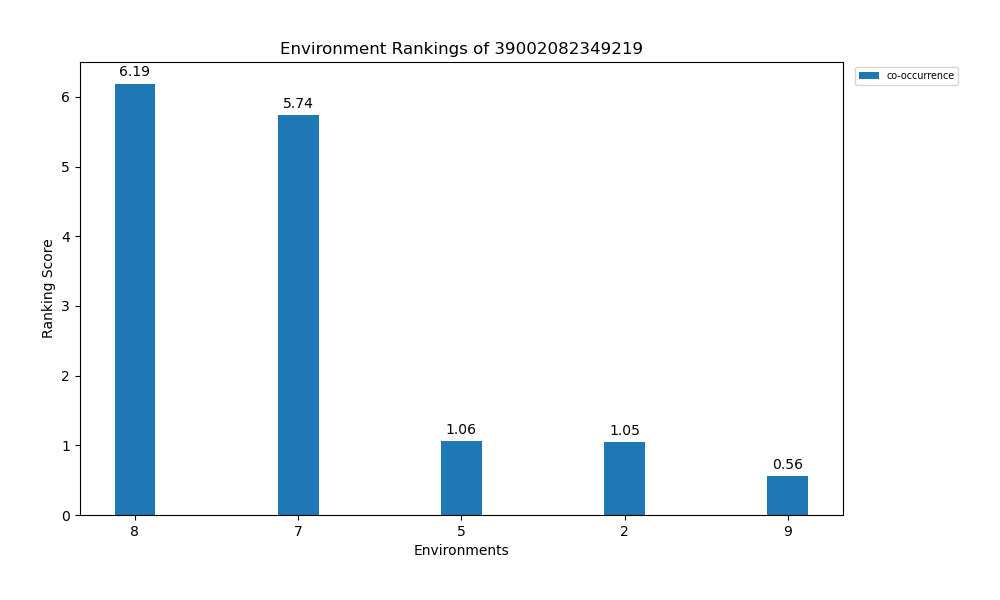 Environment Rankings of 39002082349219
co-occurrence
Ranking Score
6
5
4
3
2
1
0
6.19
5.74
1.06
1.05
0.56
8 7 5 2 9
Environments